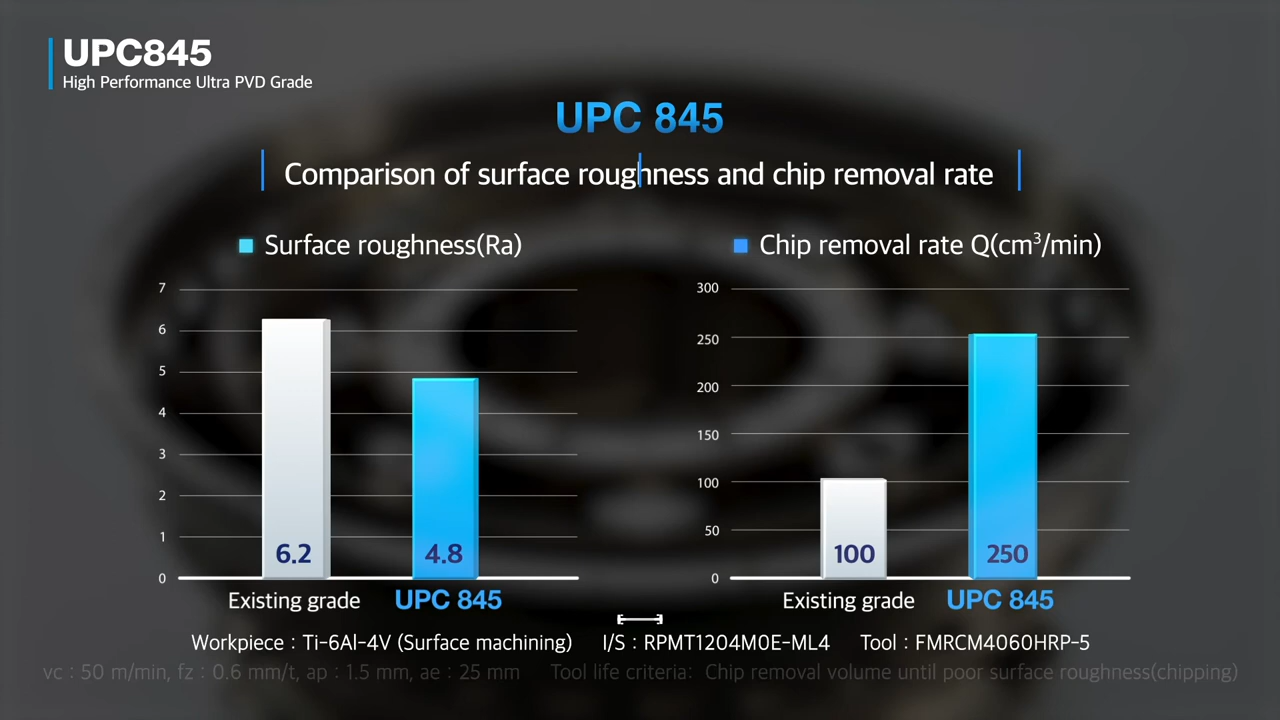 UPC845
High Performance Ultra PVD Grade
UPC 845
Comparison of surface roughness and chip removal rate
Surface roughness(Ra)
7
6
5
4
3
2
1
0
6.2
4.8
Existing grade UPC 845
Chip removal rate Q(cm³/min)
300
250
200
150
100
50
0
100
250
Existing grade UPC 845
Workpiece : Ti-6Al-4V (Surface machining) I/S : RPMT1204M0E-ML4 Tool : FMRCM4060HRP-5
vc : 50 m/min, fz : 0.6 mm/t, ap : 1.5 mm, ae : 25 mm Tool life criteria: Chip removal volume until poor surface roughness(chipping)